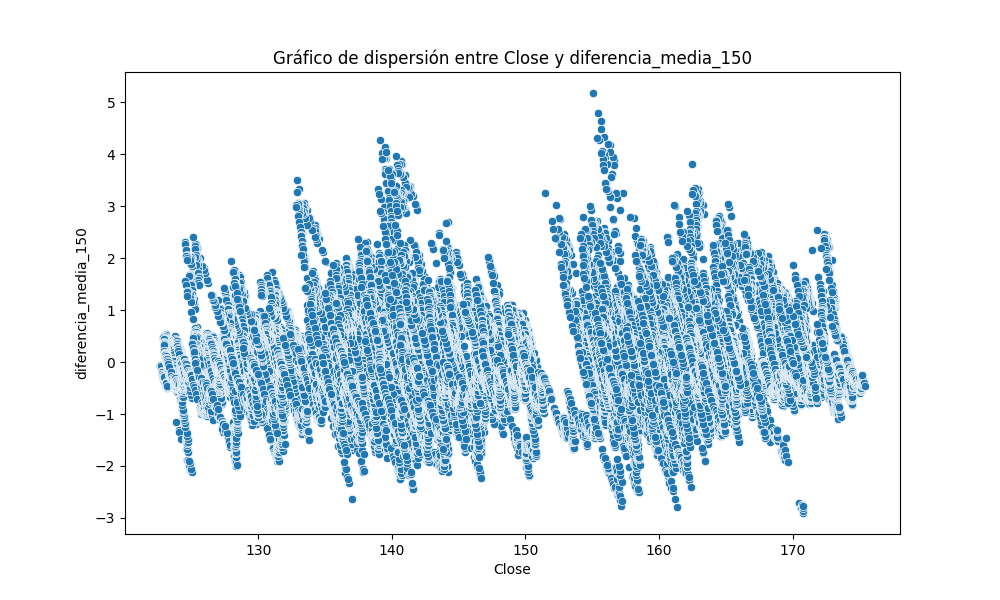 Gráfico de dispersión entre Close y diferencia_media_150
diferencia_media_150
5
4
3
2
1
0
−1
−2
−3
130 140 150 160 170
Close